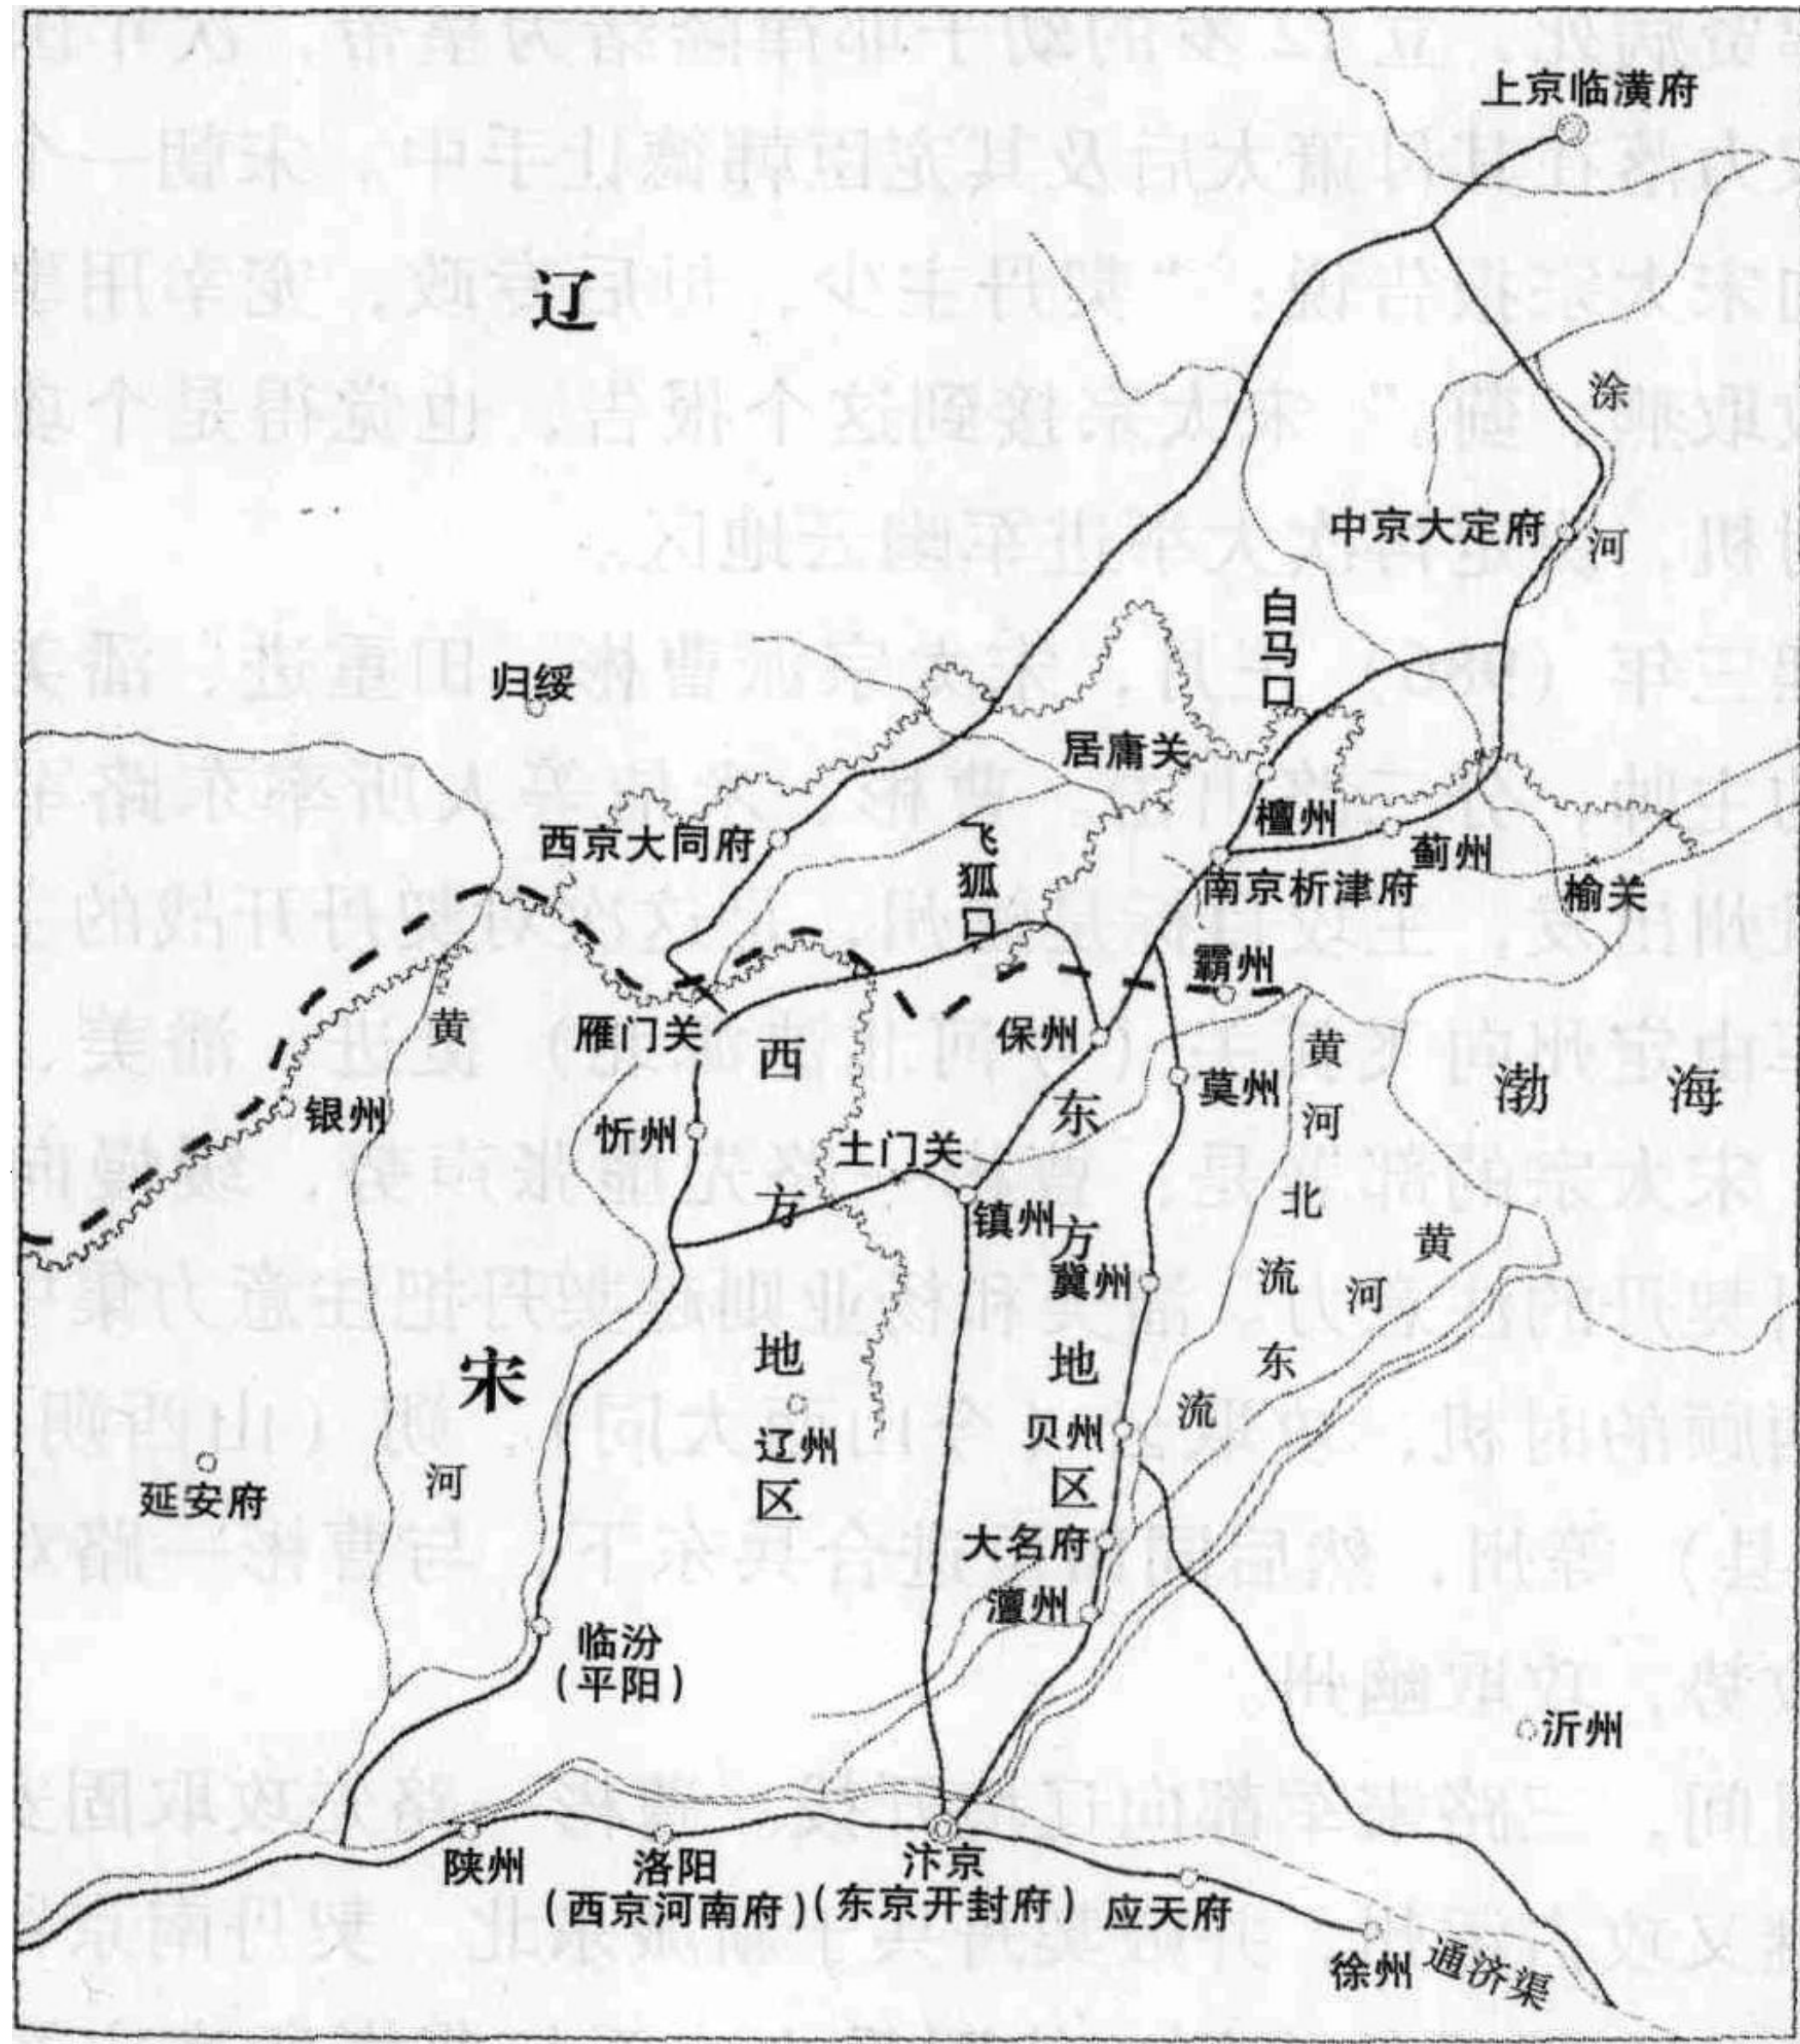 上京临潢府
辽
涂
河
中京大定府
白马口
归绥
居庸关
西京大同府
飞狐口
檀州
蓟州
南京析津府
榆关
霸州
黄
河
雁门关
西
方
地
区
保州
东
方
地
区
莫州
黄
河
北
流
渤海
银州
忻州
土门关
镇州
冀州
黄
河
东
流
宋
辽州
贝州
延安府
大名府
澶州
临汾
(平阳)
沂州
陕州
洛阳
(西京河南府)
汴京
(东京开封府)
应天府
徐州
通济渠